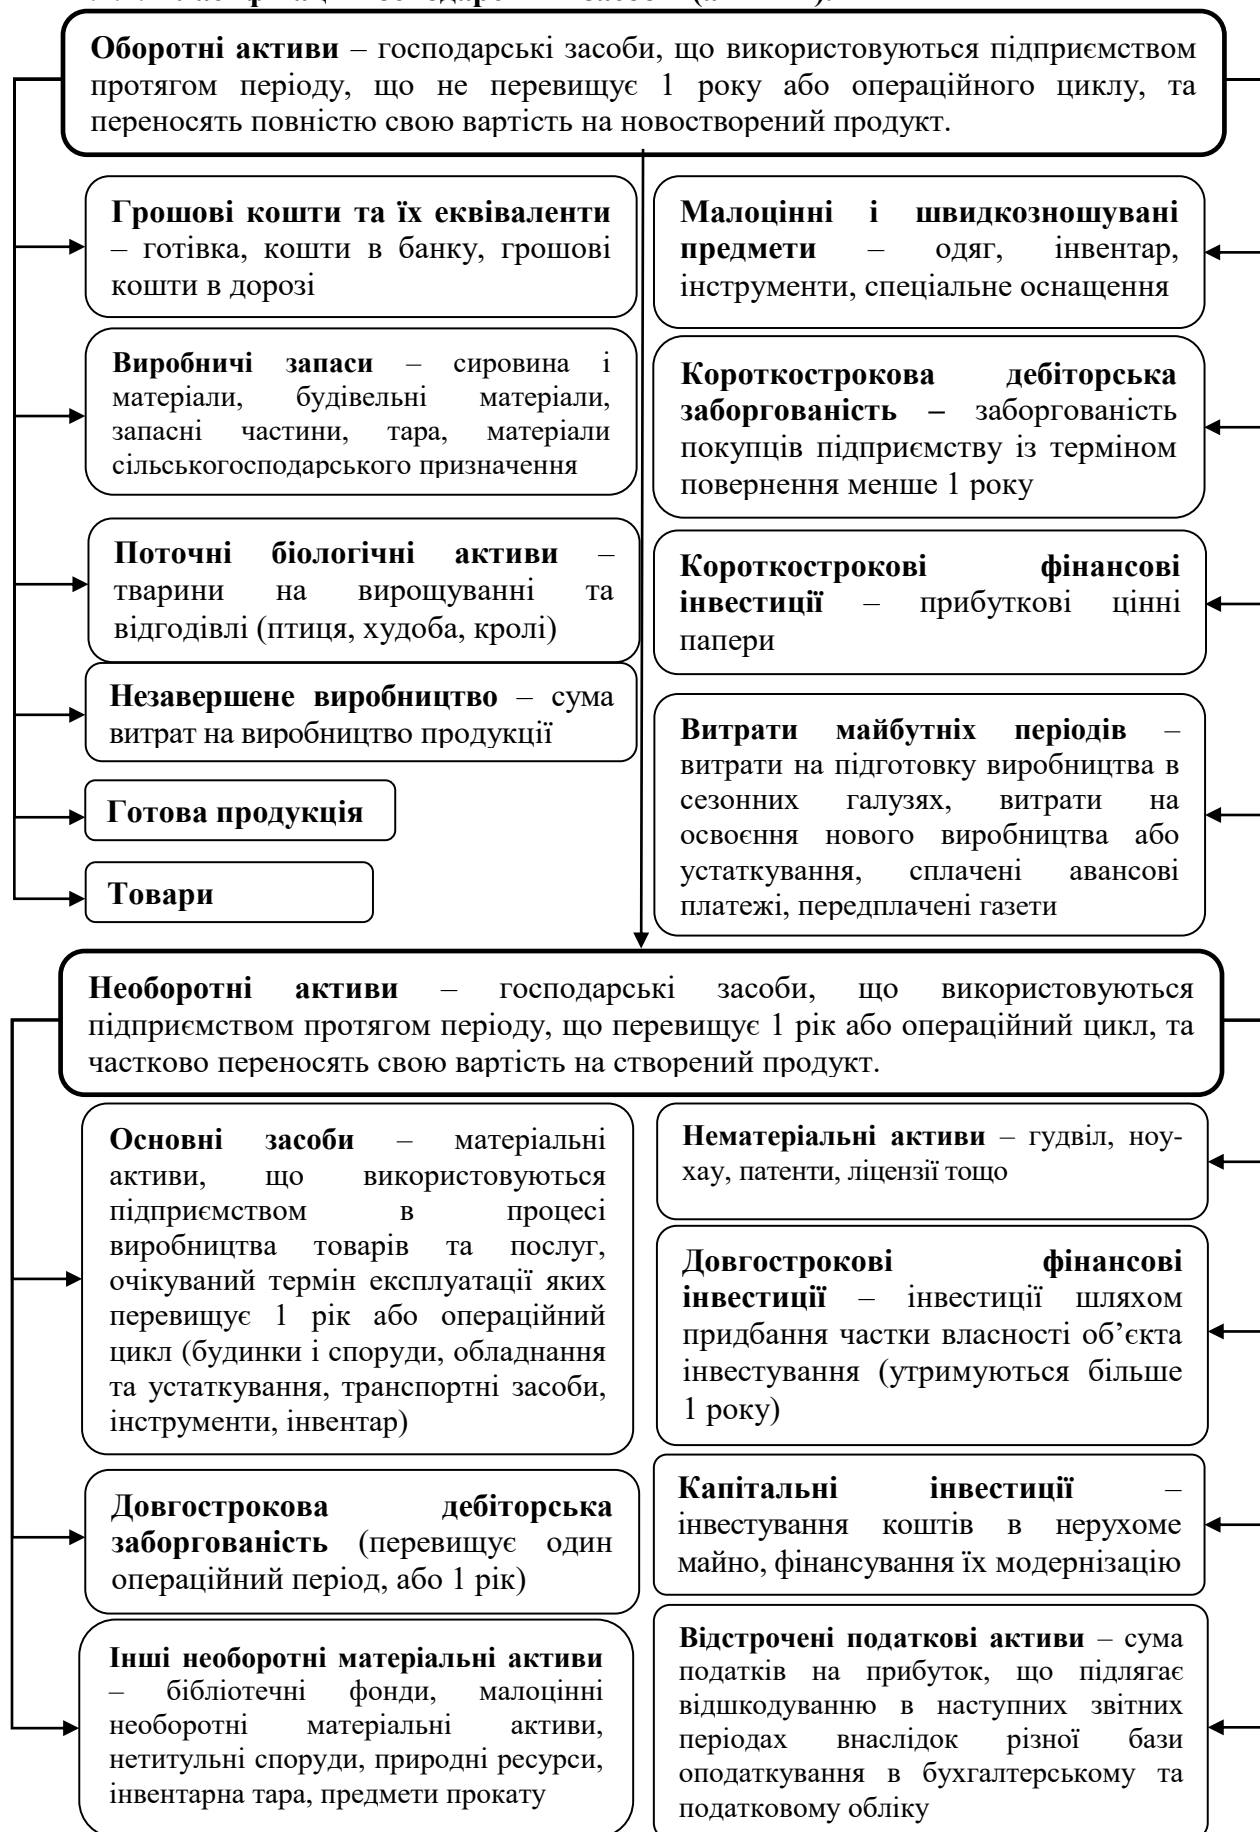 Оборотні активи – господарські засоби, що використовуються підприємством
протягом періоду, що не перевищує 1 року або операційного циклу, та
переносять повністю свою вартість на новостворений продукт.
Грошові кошти та їх еквіваленти
– готівка, кошти в банку, грошові
кошти в дорозі
Виробничі запаси – сировина і
матеріали, будівельні матеріали,
запасні частини, тара, матеріали
сільськогосподарського призначення
Поточні біологічні активи –
тварини на вирощуванні та
відгодівлі (птиця, худоба, кролі)
Незавершене виробництво – сума
витрат на виробництво продукції
Готова продукція
Товари
Малоцінні і швидкозношувані
предмети – одяг, інвентар,
інструменти, спеціальне оснащення
Короткострокова дебіторська
заборгованість – заборгованість
покупців підприємству із терміном
повернення менше 1 року
Короткострокові фінансові
інвестиції – прибуткові цінні
папери
Витрати майбутніх періодів –
витрати на підготовку виробництва в
сезонних галузях, витрати на
освоєння нового виробництва або
устаткування, сплачені авансові
платежі, передплачені газети
Необоротні активи – господарські засоби, що використовуються
підприємством протягом періоду, що перевищує 1 рік або операційний цикл, та
частково переносять свою вартість на створений продукт.
Основні засоби – матеріальні
активи, що використовуються
підприємством в процесі
виробництва товарів та послуг,
очікуваний термін експлуатації яких
перевищує 1 рік або операційний
цикл (будинки і споруди, обладнання
та устаткування, транспортні засоби,
інструменти, інвентар)
Довгострокова дебіторська
заборгованість (перевищує один
операційний період, або 1 рік)
Інші необоротні матеріальні активи
– бібліотечні фонди, малоцінні
необоротні матеріальні активи,
нетитульні споруди, природні ресурси,
інвентарна тара, предмети прокату
Нематеріальні активи – гудвіл, ноу-
хау, патенти, ліцензії тощо
Довгострокові фінансові
інвестиції – інвестиції шляхом
придбання частки власності об’єкта
інвестування (утримуються більше
1 року)
Капітальні інвестиції –
інвестування коштів в нерухоме
майно, фінансування їх модернізацію
Відстрочені податкові активи – сума
податків на прибуток, що підлягає
відшкодуванню в наступних звітних
періодах внаслідок різної бази
оподаткування в бухгалтерському та
податковому обліку